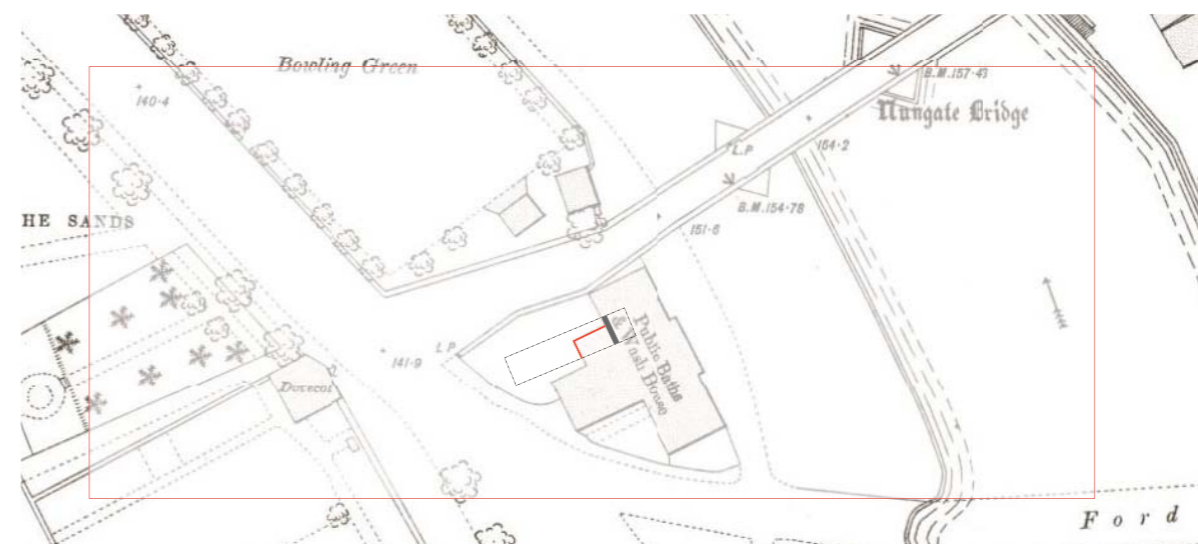 Bowling Green
140·4
B.M.157·43
Nungate Bridge
L.P
154·2
B.M.154·78
HE SANDS
151·6
Public Baths
& Wash House
L.P
141·9
Dovecot
Ford